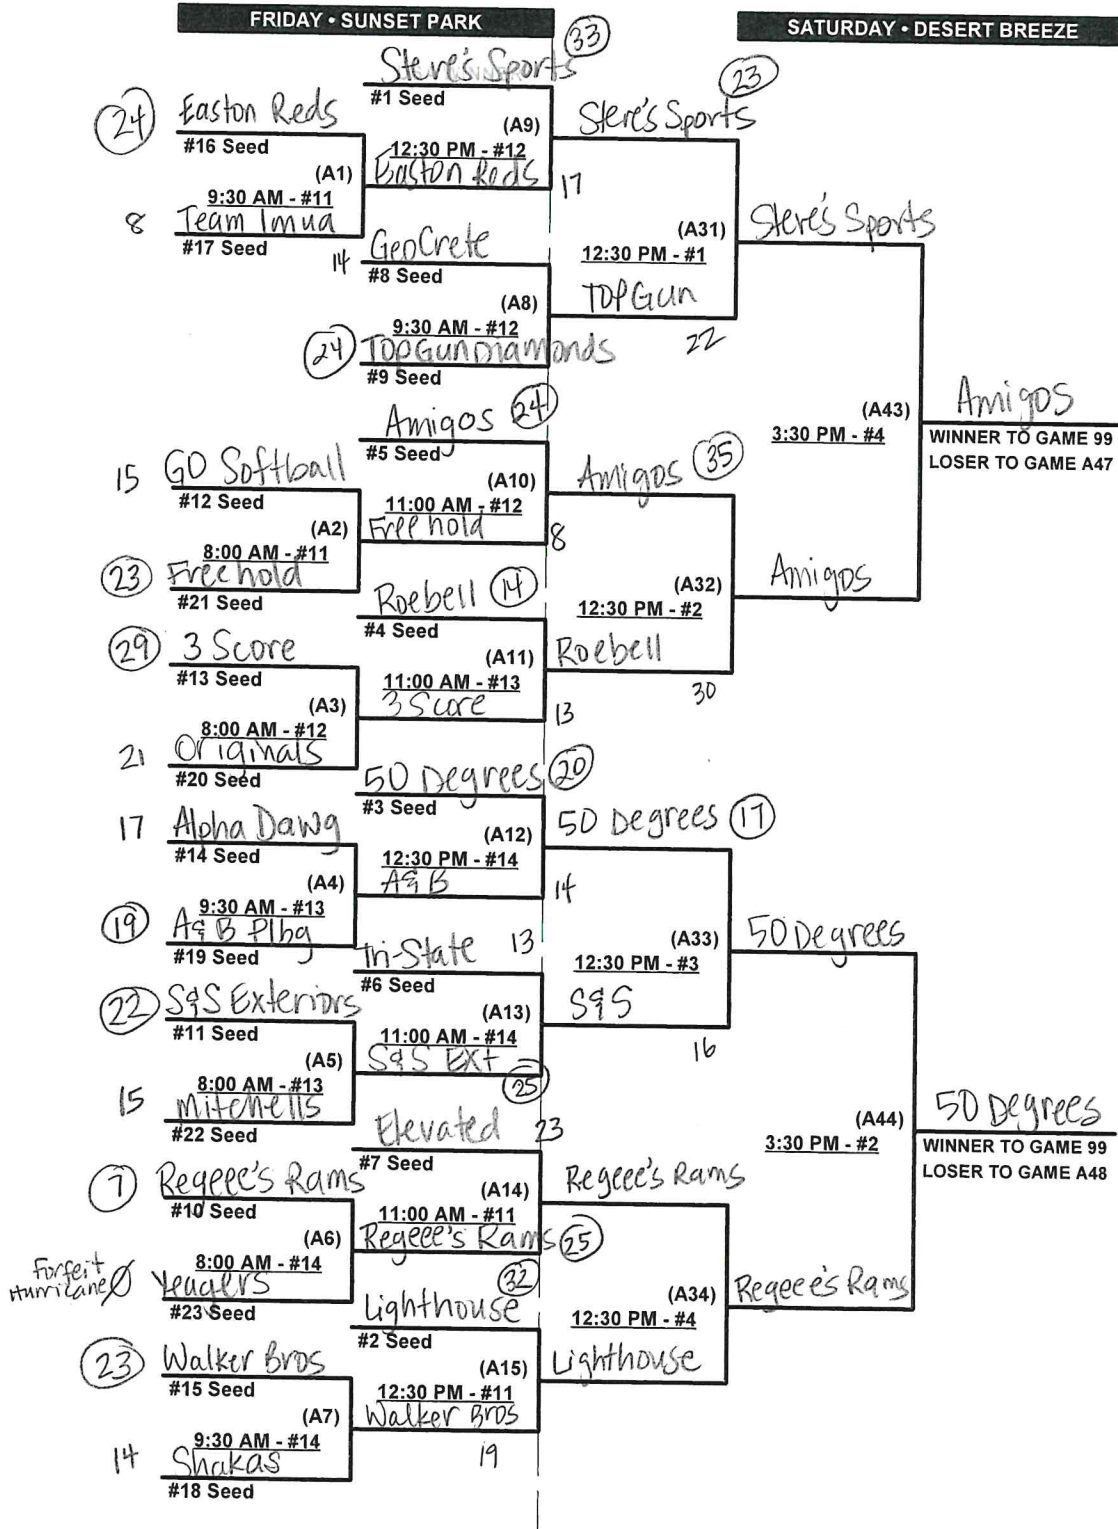 FRIDAY • SUNSET PARK
SATURDAY • DESERT BREEZE
33
Steve's Sports
#1 Seed
23
24 Easton Reds
#16 Seed
(A9)
12:30 PM - #12
Steve's Sports
(A1)
9:30 AM - #11
Easton Reds
17
8 Team Imua
#17 Seed
14 GeoCrete
#8 Seed
(A31)
12:30 PM - #1
Steve's Sports
(A8)
9:30 AM - #12
Top Gun
22
24 TopGun Diamonds
#9 Seed
Amigos 24
#5 Seed
(A43)
3:30 PM - #4
Amigos
WINNER TO GAME 99
LOSER TO GAME A47
15 GO Softball
#12 Seed
(A10)
11:00 AM - #12
Amigos 35
(A2)
8:00 AM - #11
Freehold
8
23 Freehold
#21 Seed
Roebell 14
#4 Seed
(A32)
12:30 PM - #2
Amigos
29 3 Score
#13 Seed
(A11)
11:00 AM - #13
Roebell
30
(A3)
8:00 AM - #12
3 Score
13
21 Originals
#20 Seed
50 Degrees 20
#3 Seed
17 Alpha Dawg
#14 Seed
(A12)
12:30 PM - #14
50 Degrees 17
(A4)
9:30 AM - #13
A&B
14
19 A&B Plbg
#19 Seed
Tri-State 13
#6 Seed
(A33)
12:30 PM - #3
50 Degrees
22 S&S Exteriors
#11 Seed
(A13)
11:00 AM - #14
S&S
16
(A5)
8:00 AM - #13
S&S Ext
25
15 Mitchells
#22 Seed
Elevated 23
#7 Seed
(A44)
3:30 PM - #2
50 Degrees
WINNER TO GAME 99
LOSER TO GAME A48
7 Regeee's Rams
#10 Seed
(A14)
11:00 AM - #11
Regeee's Rams
(A6)
8:00 AM - #14
Regeee's Rams 25
Forfeit
Hurricane 0 Yeagers
#23 Seed
32
Lighthouse
#2 Seed
(A34)
12:30 PM - #4
Regeee's Rams
23 Walker Bros
#15 Seed
(A15)
12:30 PM - #11
Lighthouse
(A7)
9:30 AM - #14
Walker Bros
19
14 Shakas
#18 Seed